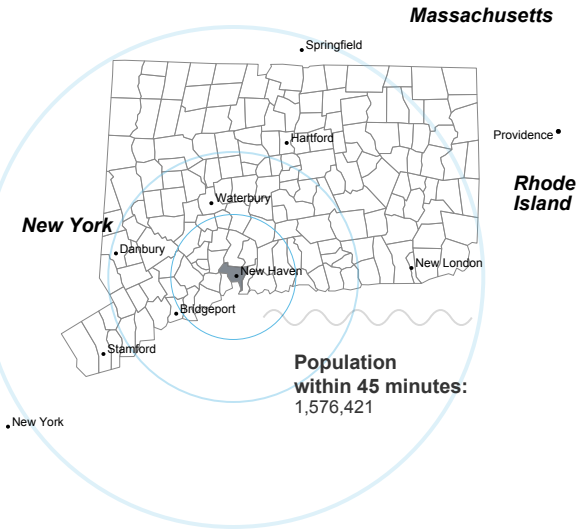 Massachusetts
Springfield
Providence
Hartford
Rhode
Island
Waterbury
New York
Danbury
New London
New Haven
Bridgeport
Stamford
Population
within 45 minutes:
1,576,421
New York